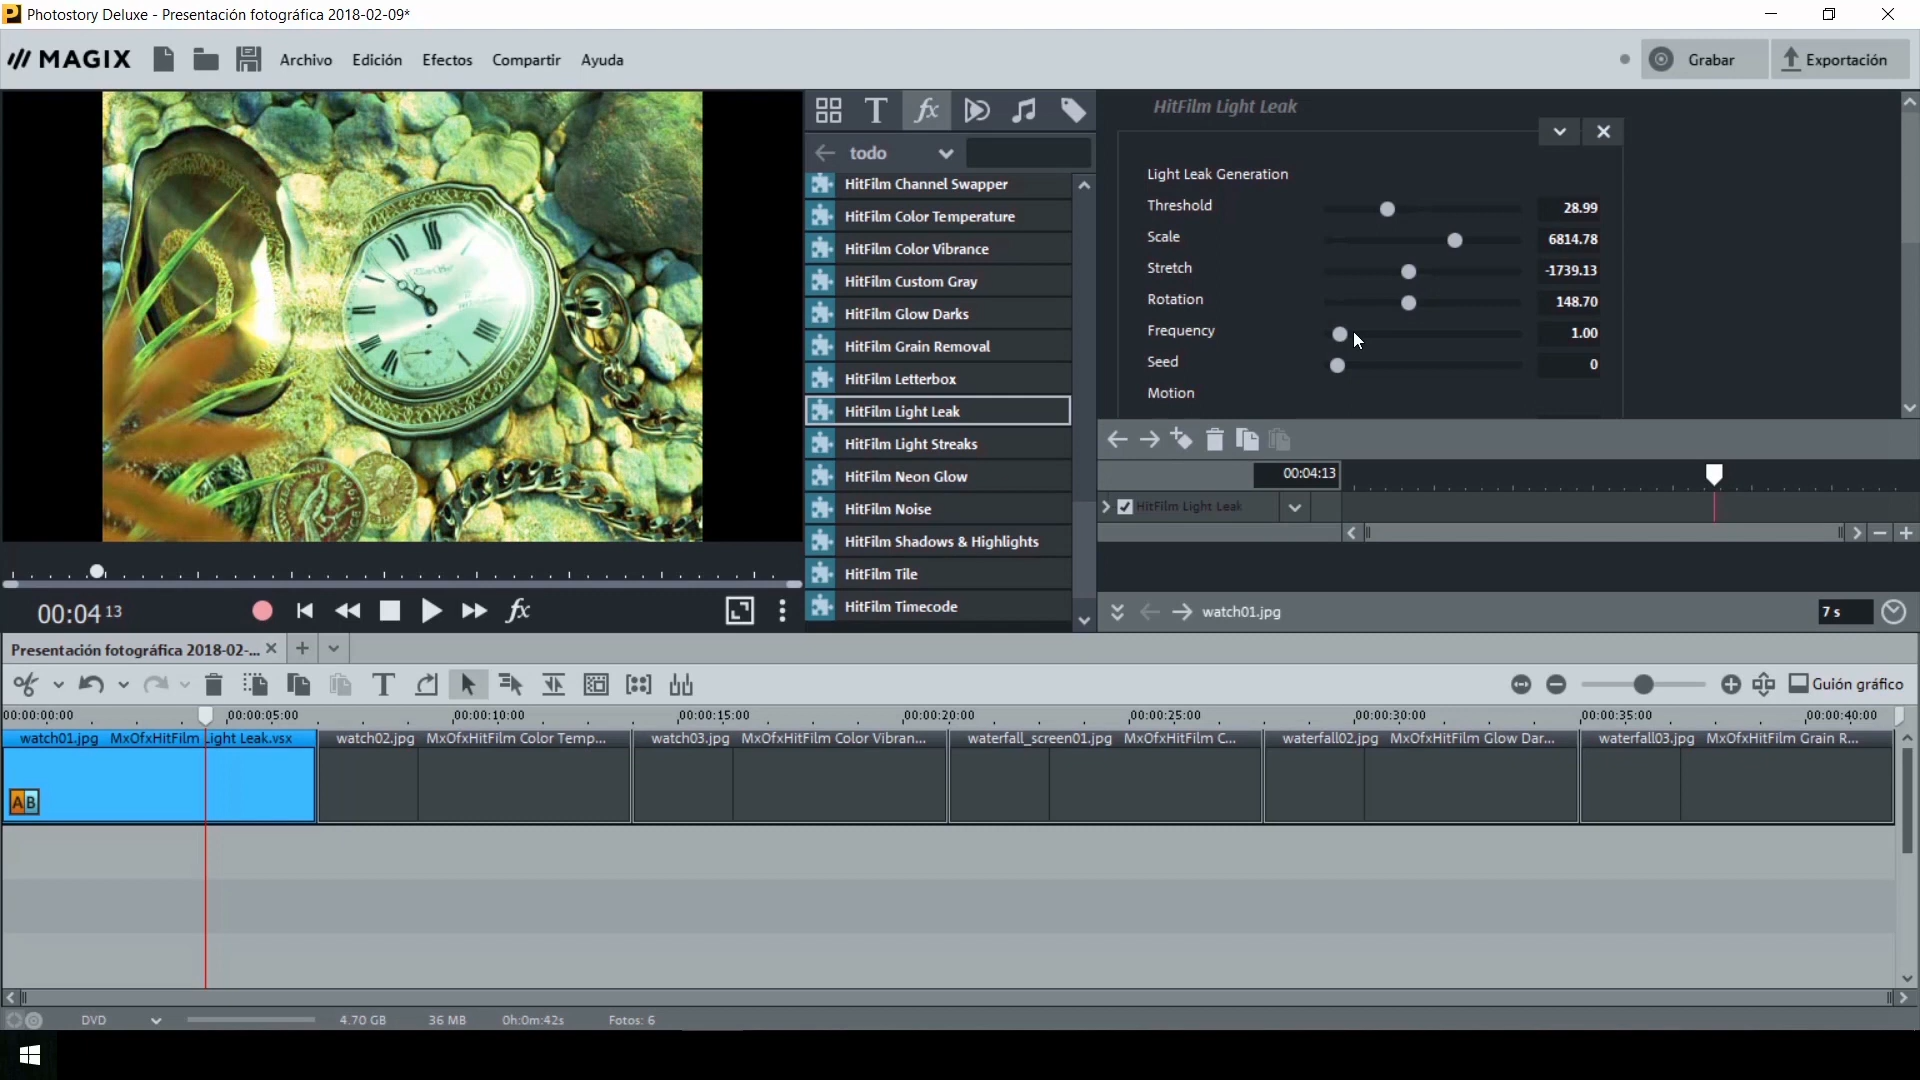 Photostory Deluxe - Presentación fotográfica 2018-02-09*
MAGIX Archivo Edición Efectos Compartir Ayuda Grabar Exportación
todo
HitFilm Channel Swapper
HitFilm Color Temperature
HitFilm Color Vibrance
HitFilm Custom Gray
HitFilm Glow Darks
HitFilm Grain Removal
HitFilm Letterbox
HitFilm Light Leak
HitFilm Light Streaks
HitFilm Neon Glow
HitFilm Noise
HitFilm Shadows & Highlights
HitFilm Tile
HitFilm Timecode
HitFilm Light Leak
Light Leak Generation
Threshold 28.99
Scale 6814.78
Stretch -1739.13
Rotation 148.70
Frequency 1.00
Seed 0
Motion
00:04:13
HitFilm Light Leak
watch01.jpg 7 s
00:04 13
Presentación fotográfica 2018-02-...
Guión gráfico
00:00:00:00 00:00:05:00 00:00:10:00 00:00:15:00 00:00:20:00 00:00:25:00 00:00:30:00 00:00:35:00 00:00:40:00
watch01.jpg MxOfxHitFilm Light Leak.vsx watch02.jpg MxOfxHitFilm Color Temp... watch03.jpg MxOfxHitFilm Color Vibran... waterfall_screen01.jpg MxOfxHitFilm C... waterfall02.jpg MxOfxHitFilm Glow Dar... waterfall03.jpg MxOfxHitFilm Grain R...
AB
DVD 4.70 GB 36 MB 0h:0m:42s Fotos: 6